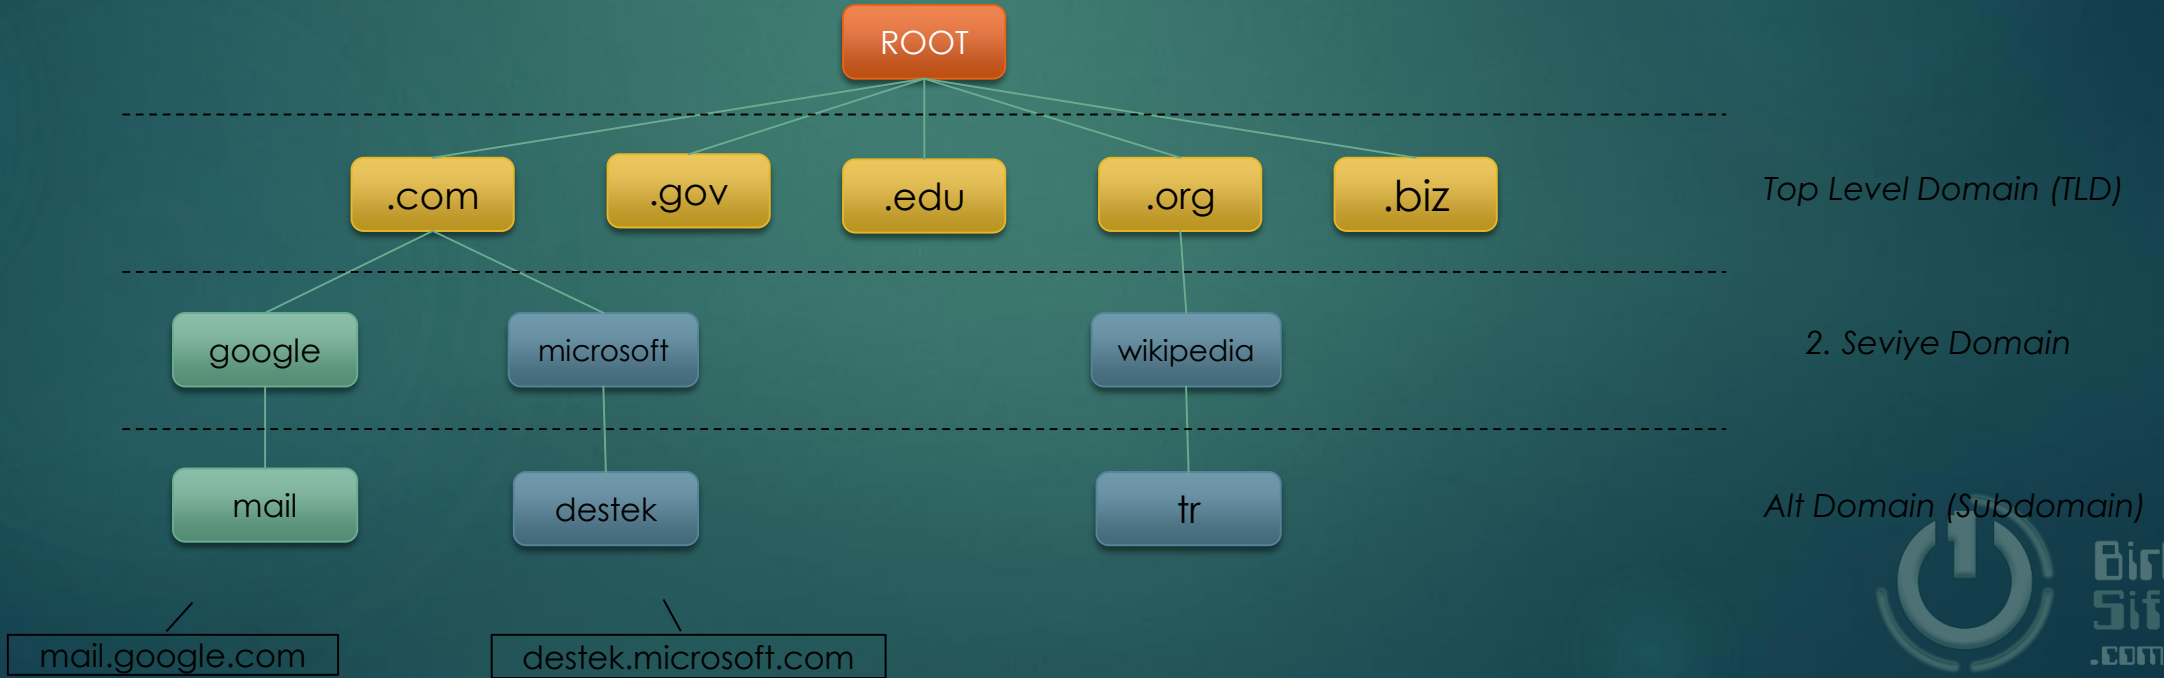 ROOT
.com
.gov
.edu
.org
.biz
Top Level Domain (TLD)
google
microsoft
wikipedia
2. Seviye Domain
mail
destek
tr
Alt Domain (Subdomain)
mail.google.com
destek.microsoft.com
.com